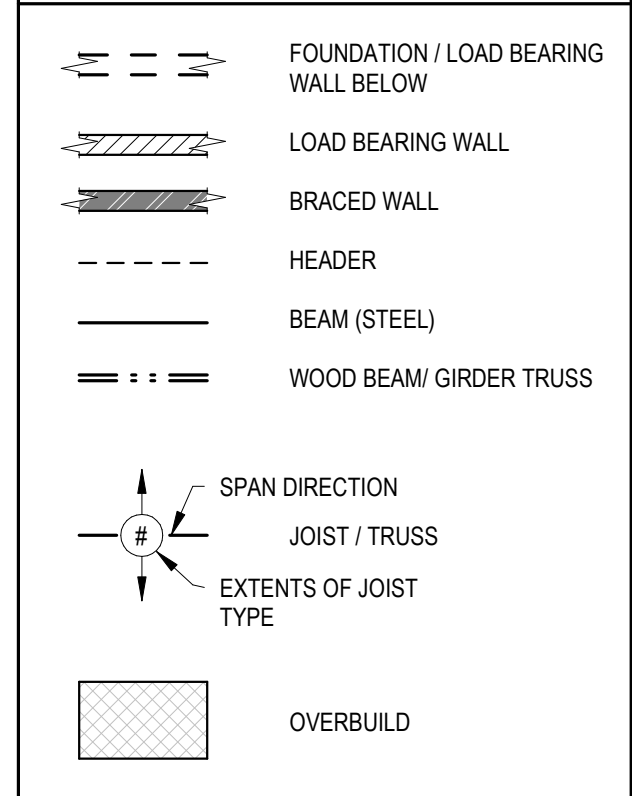 FOUNDATION / LOAD BEARING
WALL BELOW
LOAD BEARING WALL
BRACED WALL
HEADER
BEAM (STEEL)
WOOD BEAM/ GIRDER TRUSS
SPAN DIRECTION
#
JOIST / TRUSS
EXTENTS OF JOIST
TYPE
OVERBUILD